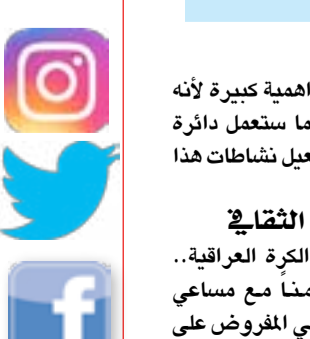 اهمية كبيرة لأنه
ما ستعمل دائرة
عيل نشاطات هذا
الثقافي
الكرة العراقية..
منا مع مساعي
ي المفروض على